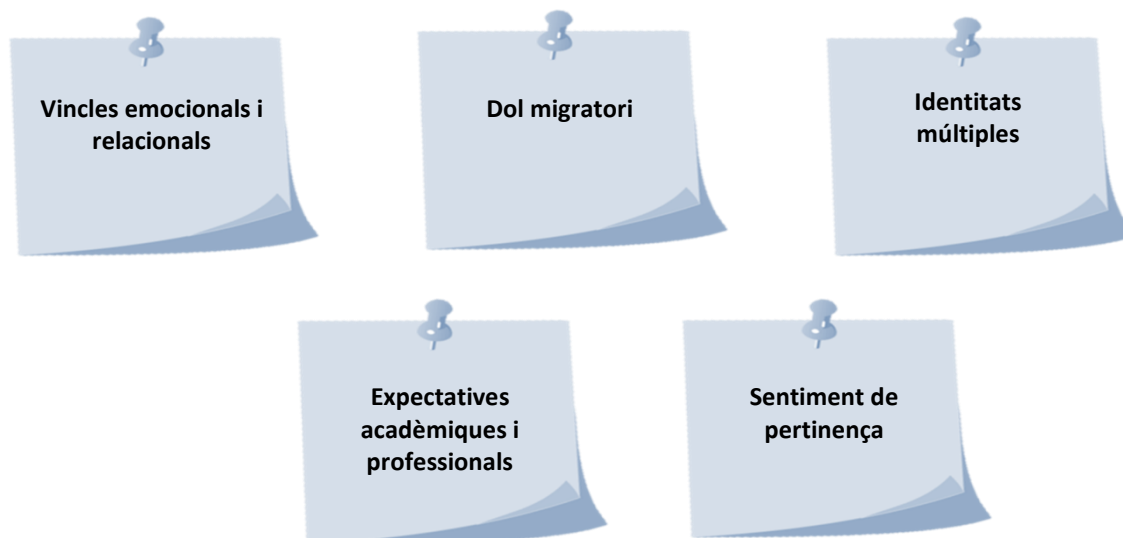 Vincles emocionals i
relacionals
Dol migratori
Identitats
múltiples
Expectatives
acadèmiques i
professionals
Sentiment de
pertinença